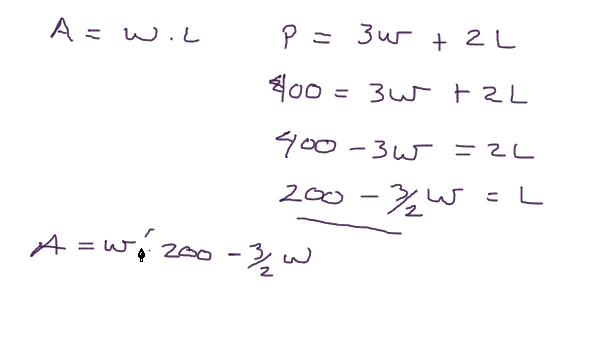 A = W . L
P = 3W + 2L
400 = 3W + 2L
400 - 3W = 2L
200 - 3/2 W = L
A = W 200 - 3/2 W